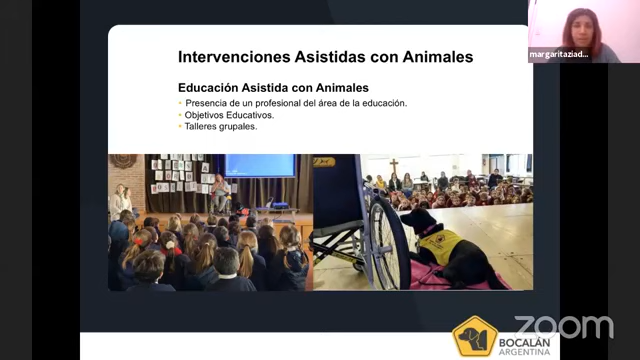 Intervenciones Asistidas con Animales
margaritaziad...
Educación Asistida con Animales
Presencia de un profesional del área de la educación.
Objetivos Educativos.
Talleres grupales.
BOCALÁN
ARGENTINA
zoom